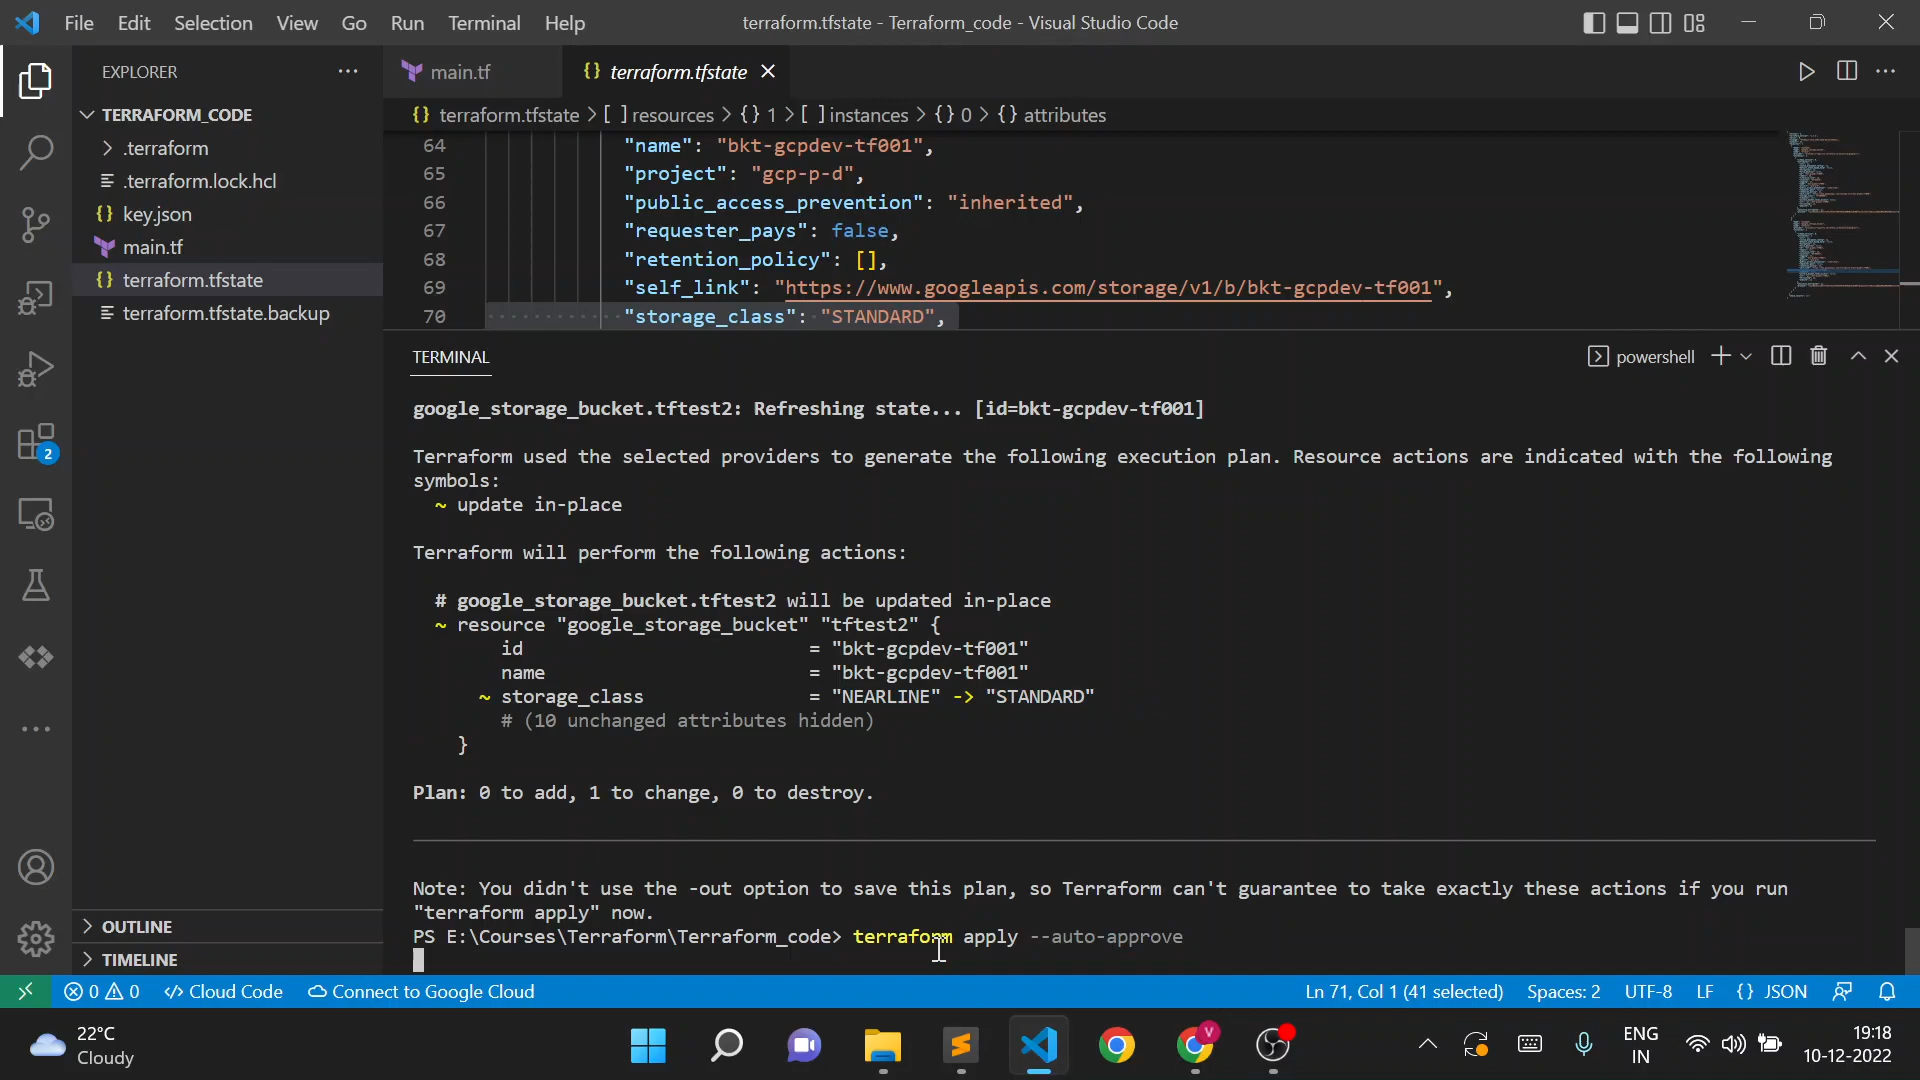 File Edit Selection View Go Run Terminal Help
terraform.tfstate - Terraform_code - Visual Studio Code
EXPLORER
TERRAFORM_CODE
.terraform
.terraform.lock.hcl
{} key.json
main.tf
{} terraform.tfstate
terraform.tfstate.backup
OUTLINE
TIMELINE
2
main.tf
{} terraform.tfstate
{} terraform.tfstate > [ ] resources > {} 1 > [ ] instances > {} 0 > {} attributes
64 "name": "bkt-gcpdev-tf001",
65 "project": "gcp-p-d",
66 "public_access_prevention": "inherited",
67 "requester_pays": false,
68 "retention_policy": [],
69 "self_link": "https://www.googleapis.com/storage/v1/b/bkt-gcpdev-tf001",
70 "storage_class": "STANDARD",
TERMINAL
powershell
google_storage_bucket.tftest2: Refreshing state... [id=bkt-gcpdev-tf001]
Terraform used the selected providers to generate the following execution plan. Resource actions are indicated with the following
symbols:
~ update in-place
Terraform will perform the following actions:
# google_storage_bucket.tftest2 will be updated in-place
~ resource "google_storage_bucket" "tftest2" {
id = "bkt-gcpdev-tf001"
name = "bkt-gcpdev-tf001"
~ storage_class = "NEARLINE" -> "STANDARD"
# (10 unchanged attributes hidden)
}
Plan: 0 to add, 1 to change, 0 to destroy.
Note: You didn't use the -out option to save this plan, so Terraform can't guarantee to take exactly these actions if you run
"terraform apply" now.
PS E:\Courses\Terraform\Terraform_code> terraform apply --auto-approve
0 0 Cloud Code Connect to Google Cloud
Ln 71, Col 1 (41 selected) Spaces: 2 UTF-8 LF {} JSON
22°C
Cloudy
V
ENG
IN
19:18
10-12-2022